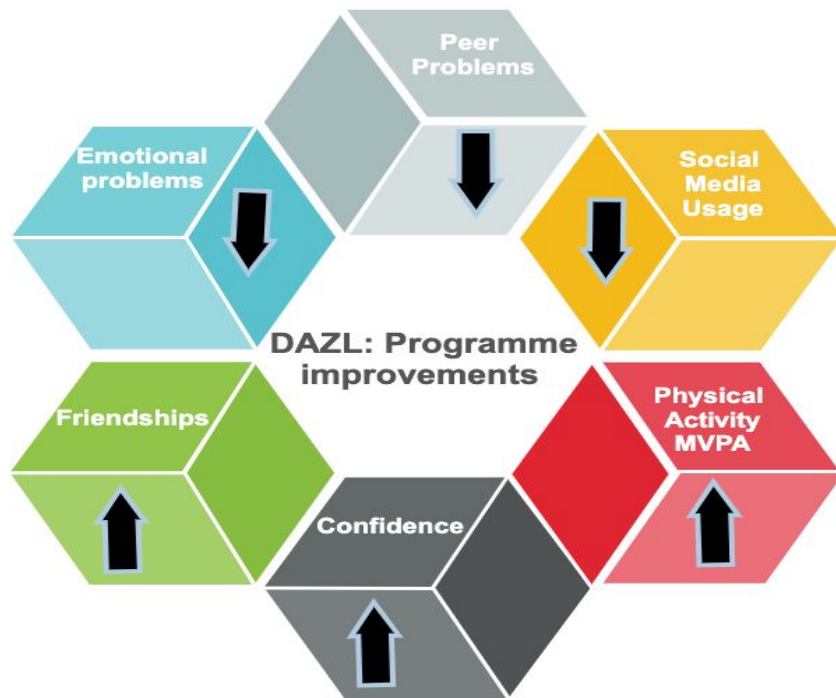 Peer
Problems
Emotional
problems
Social
Media
Usage
DAZL: Programme
improvements
Friendships
Physical
Activity
MVPA
Confidence